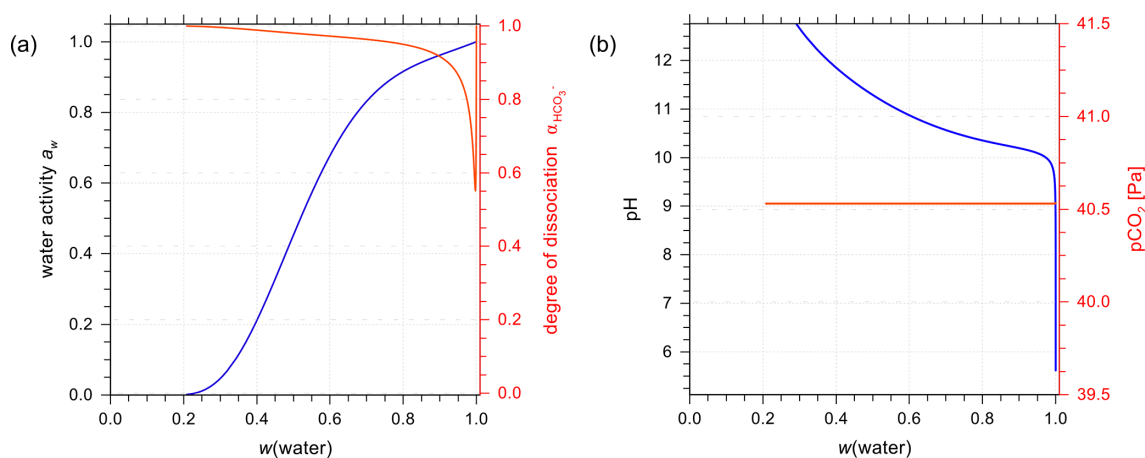 (a)
water activity a_w
1.0
0.8
0.6
0.4
0.2
0.0
0.0 0.2 0.4 0.6 0.8 1.0
w(water)
1.0
0.8
0.6
0.4
0.2
0.0
degree of dissociation α_HCO₃⁻
(b)
pH
12
11
10
9
8
7
6
0.0 0.2 0.4 0.6 0.8 1.0
w(water)
41.5
41.0
40.5
40.0
39.5
pCO₂ [Pa]